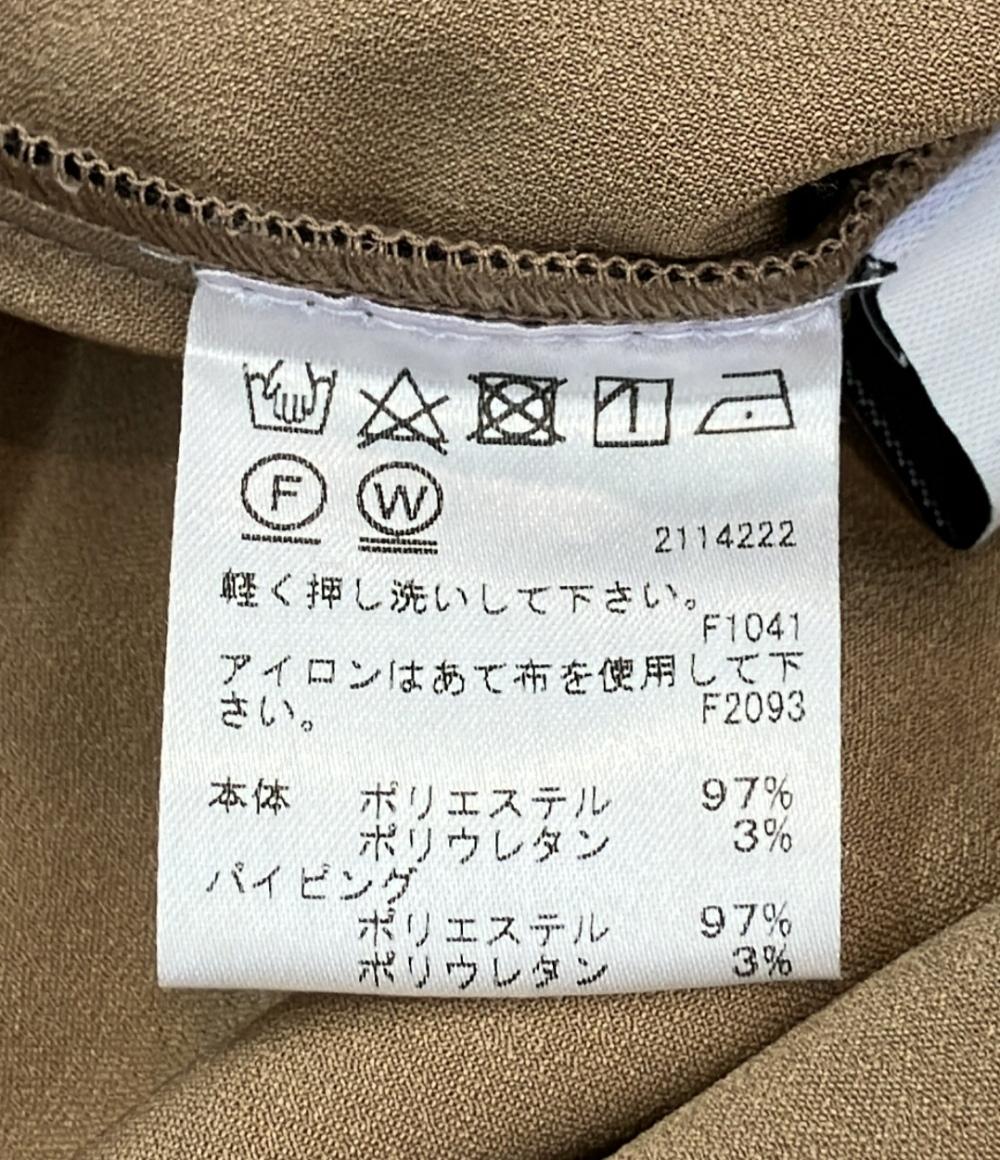 F W
2114222
軽く押し洗いして下さい。
F1041
アイロンはあて布を使用して下
さい。 F2093
本体 ポリエステル 97%
ポリウレタン 3%
パイピング
ポリエステル 97%
ポリウレタン 3%